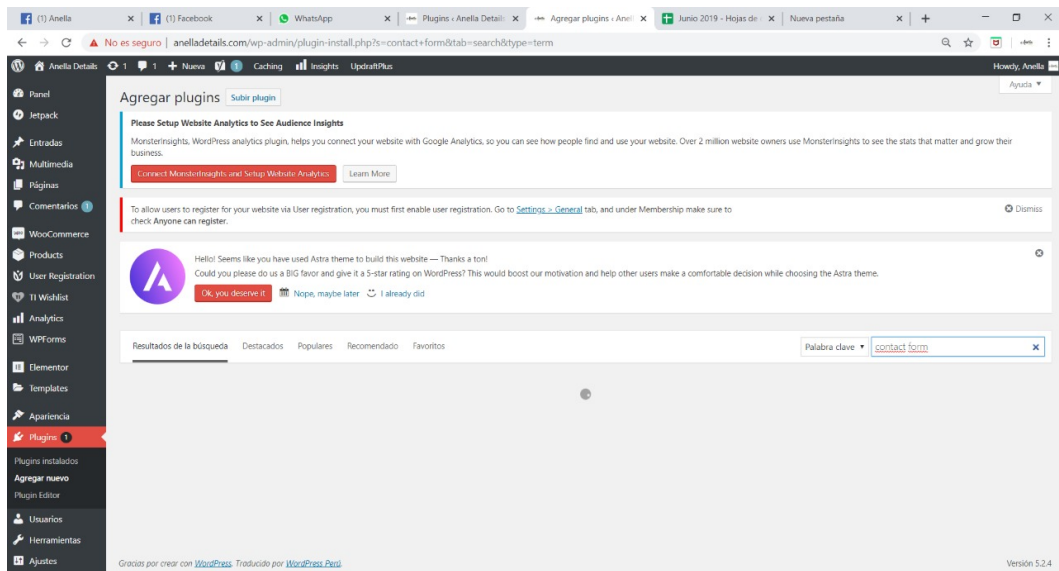 (1) Anella
(1) Facebook
WhatsApp
Plugins ‹ Anella Details
Agregar plugins ‹ Anell
Junio 2019 - Hojas de
Nueva pestaña
No es seguro | anelladetails.com/wp-admin/plugin-install.php?s=contact+form&tab=search&type=term
Anella Details 1 1 + Nueva 1 Caching Insights UpdraftPlus Howdy, Anella
Ayuda
Panel
Jetpack
Entradas
Multimedia
Páginas
Comentarios 1
WooCommerce
Products
User Registration
TI Wishlist
Analytics
WPForms
Elementor
Templates
Apariencia
Plugins 1
Plugins instalados
Agregar nuevo
Plugin Editor
Usuarios
Herramientas
Ajustes
Agregar plugins Subir plugin
Please Setup Website Analytics to See Audience Insights
MonsterInsights, WordPress analytics plugin, helps you connect your website with Google Analytics, so you can see how people find and use your website. Over 2 million website owners use MonsterInsights to see the stats that matter and grow their
business.
Connect MonsterInsights and Setup Website Analytics Learn More
To allow users to register for your website via User registration, you must first enable user registration. Go to Settings > General tab, and under Membership make sure to
check Anyone can register.
Dismiss
Hello! Seems like you have used Astra theme to build this website — Thanks a ton!
Could you please do us a BIG favor and give it a 5-star rating on WordPress? This would boost our motivation and help other users make a comfortable decision while choosing the Astra theme.
Ok, you deserve it Nope, maybe later I already did
Resultados de la búsqueda Destacados Populares Recomendado Favoritos Palabra clave contact form
Gracias por crear con WordPress. Traducido por WordPress Perú. Versión 5.2.4